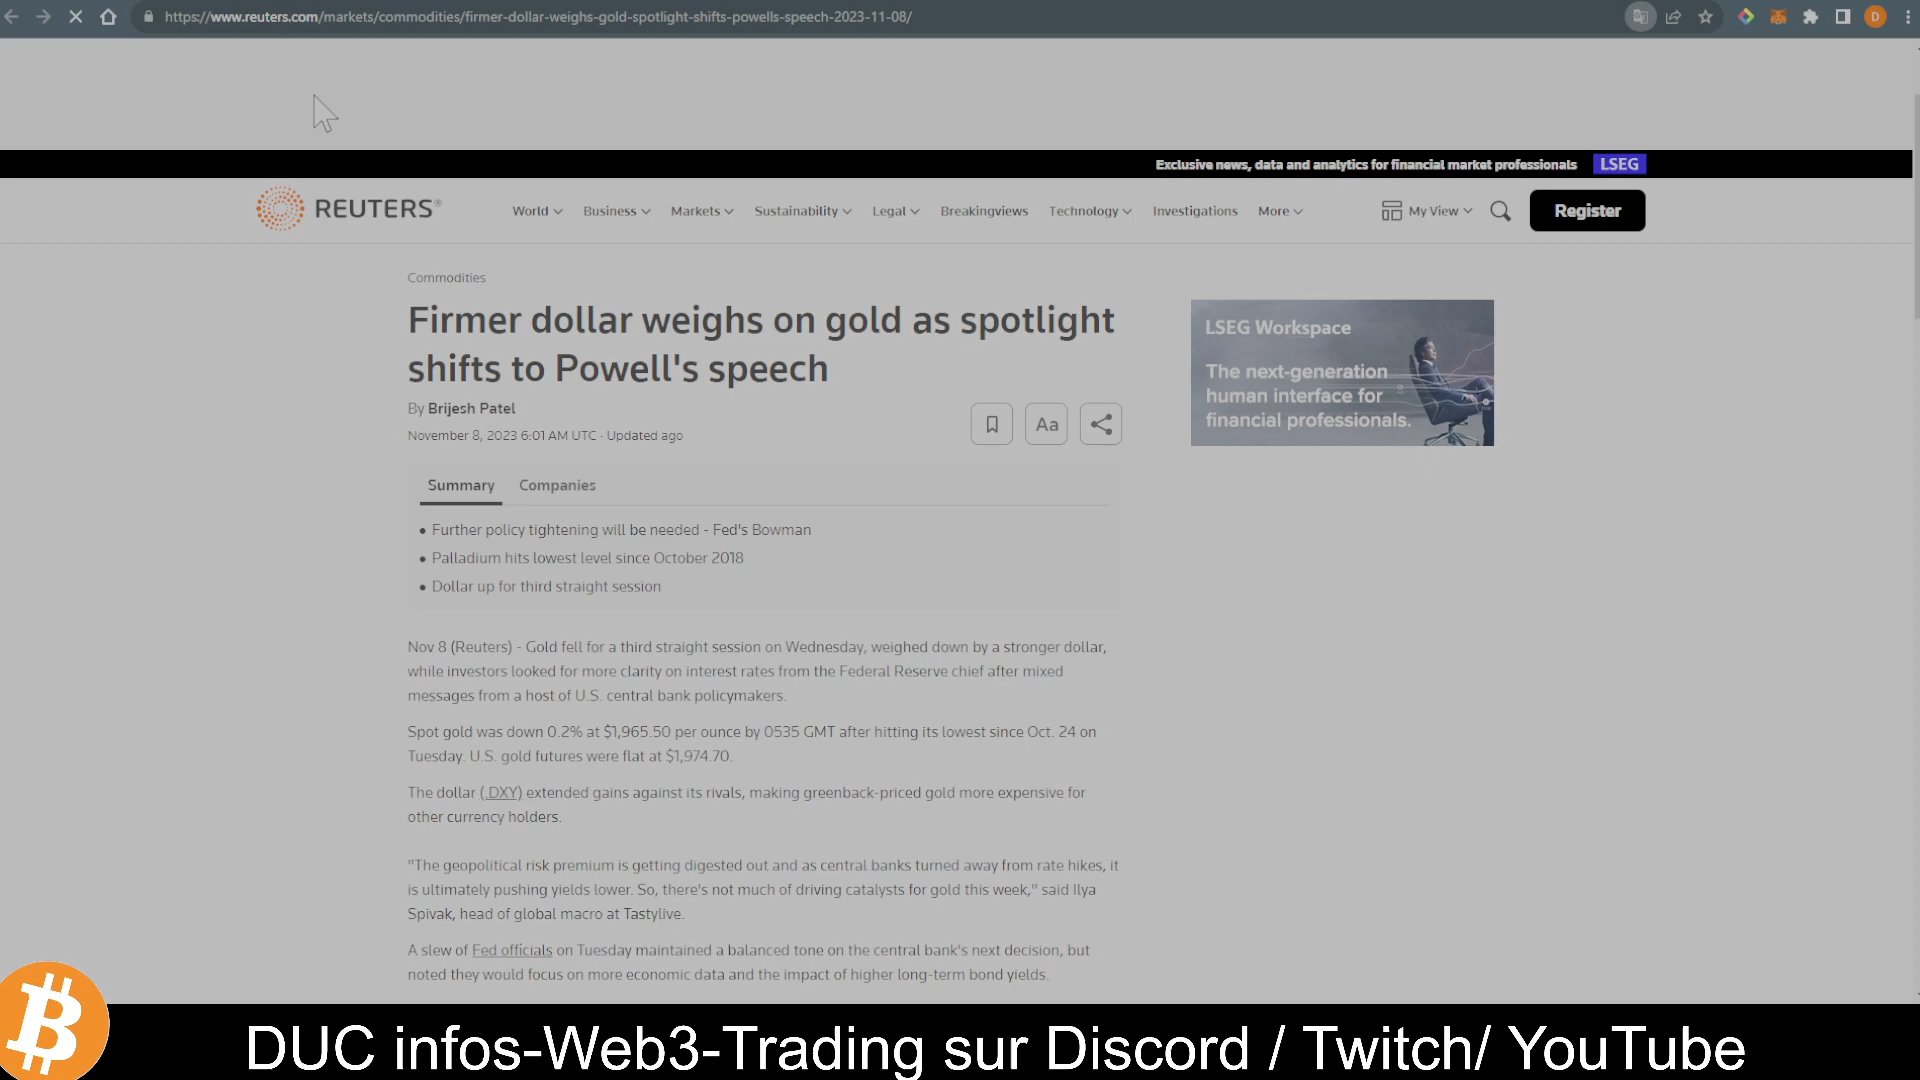 https://www.reuters.com/markets/commodities/firmer-dollar-weighs-gold-spotlight-shifts-powells-speech-2023-11-08/
D
Exclusive news, data and analytics for financial market professionals LSEG
REUTERS® World Business Markets Sustainability Legal Breakingviews Technology Investigations More My View Register
Commodities
Firmer dollar weighs on gold as spotlight
shifts to Powell's speech
By Brijesh Patel
November 8, 2023 6:01 AM UTC · Updated ago
Aa
LSEG Workspace
The next-generation
human interface for
financial professionals.
Summary Companies
• Further policy tightening will be needed - Fed's Bowman
• Palladium hits lowest level since October 2018
• Dollar up for third straight session
Nov 8 (Reuters) - Gold fell for a third straight session on Wednesday, weighed down by a stronger dollar,
while investors looked for more clarity on interest rates from the Federal Reserve chief after mixed
messages from a host of U.S. central bank policymakers.
Spot gold was down 0.2% at $1,965.50 per ounce by 0535 GMT after hitting its lowest since Oct. 24 on
Tuesday. U.S. gold futures were flat at $1,974.70.
The dollar (.DXY) extended gains against its rivals, making greenback-priced gold more expensive for
other currency holders.
"The geopolitical risk premium is getting digested out and as central banks turned away from rate hikes, it
is ultimately pushing yields lower. So, there's not much of driving catalysts for gold this week," said Ilya
Spivak, head of global macro at Tastylive.
A slew of Fed officials on Tuesday maintained a balanced tone on the central bank's next decision, but
noted they would focus on more economic data and the impact of higher long-term bond yields.
DUC infos-Web3-Trading sur Discord / Twitch/ YouTube